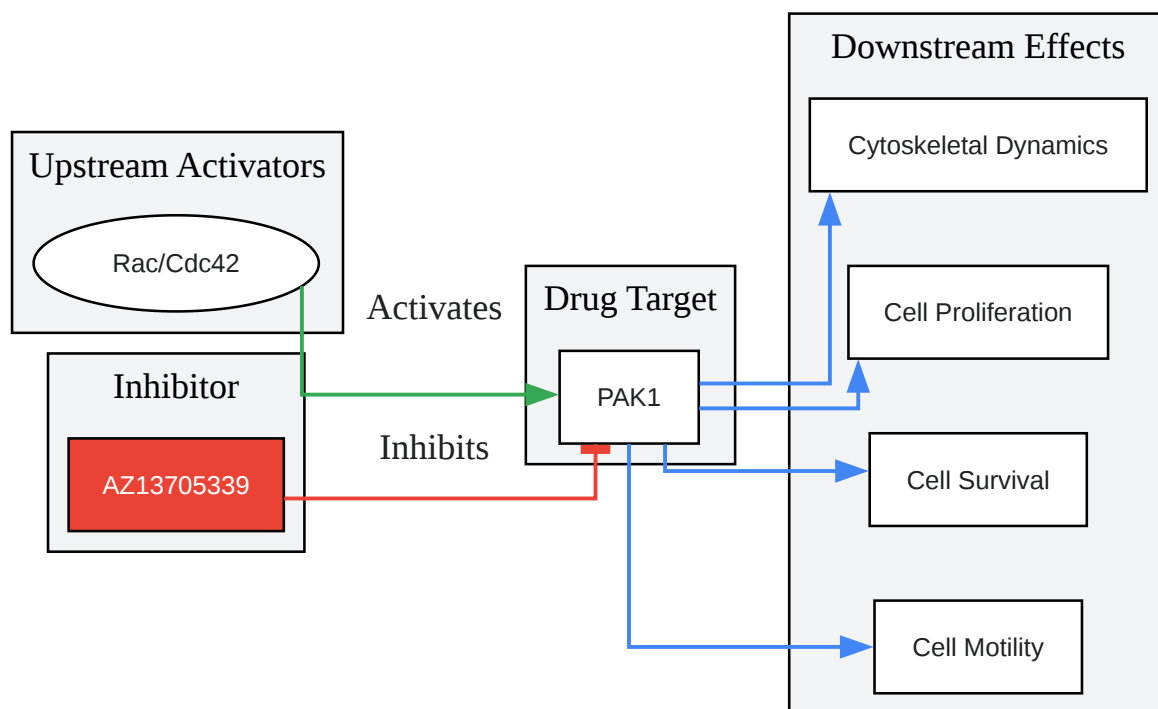 Upstream Activators
Rac/Cdc42
Inhibitor
AZ13705339
Activates
Inhibits
Drug Target
PAK1
Downstream Effects
Cytoskeletal Dynamics
Cell Proliferation
Cell Survival
Cell Motility